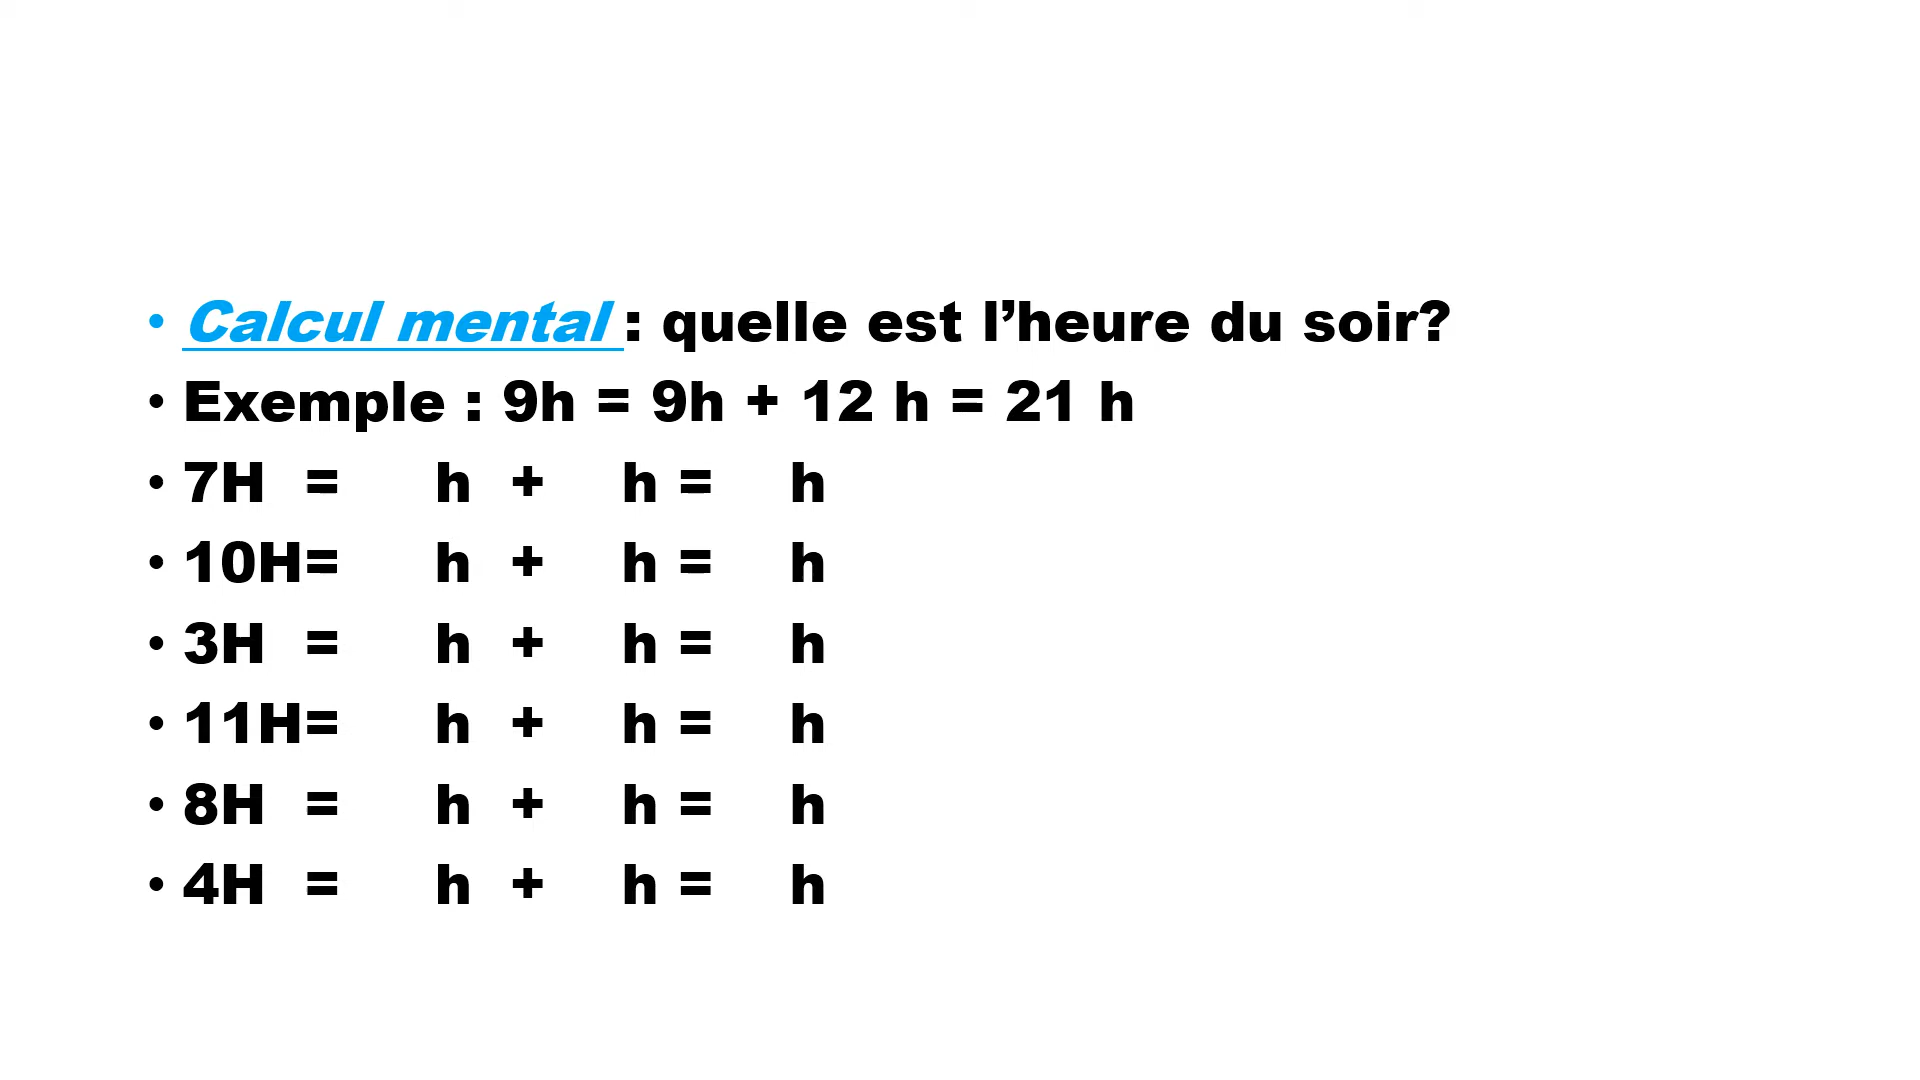 • Calcul mental : quelle est l’heure du soir?
• Exemple : 9h = 9h + 12 h = 21 h
• 7H = h + h = h
• 10H= h + h = h
• 3H = h + h = h
• 11H= h + h = h
• 8H = h + h = h
• 4H = h + h = h